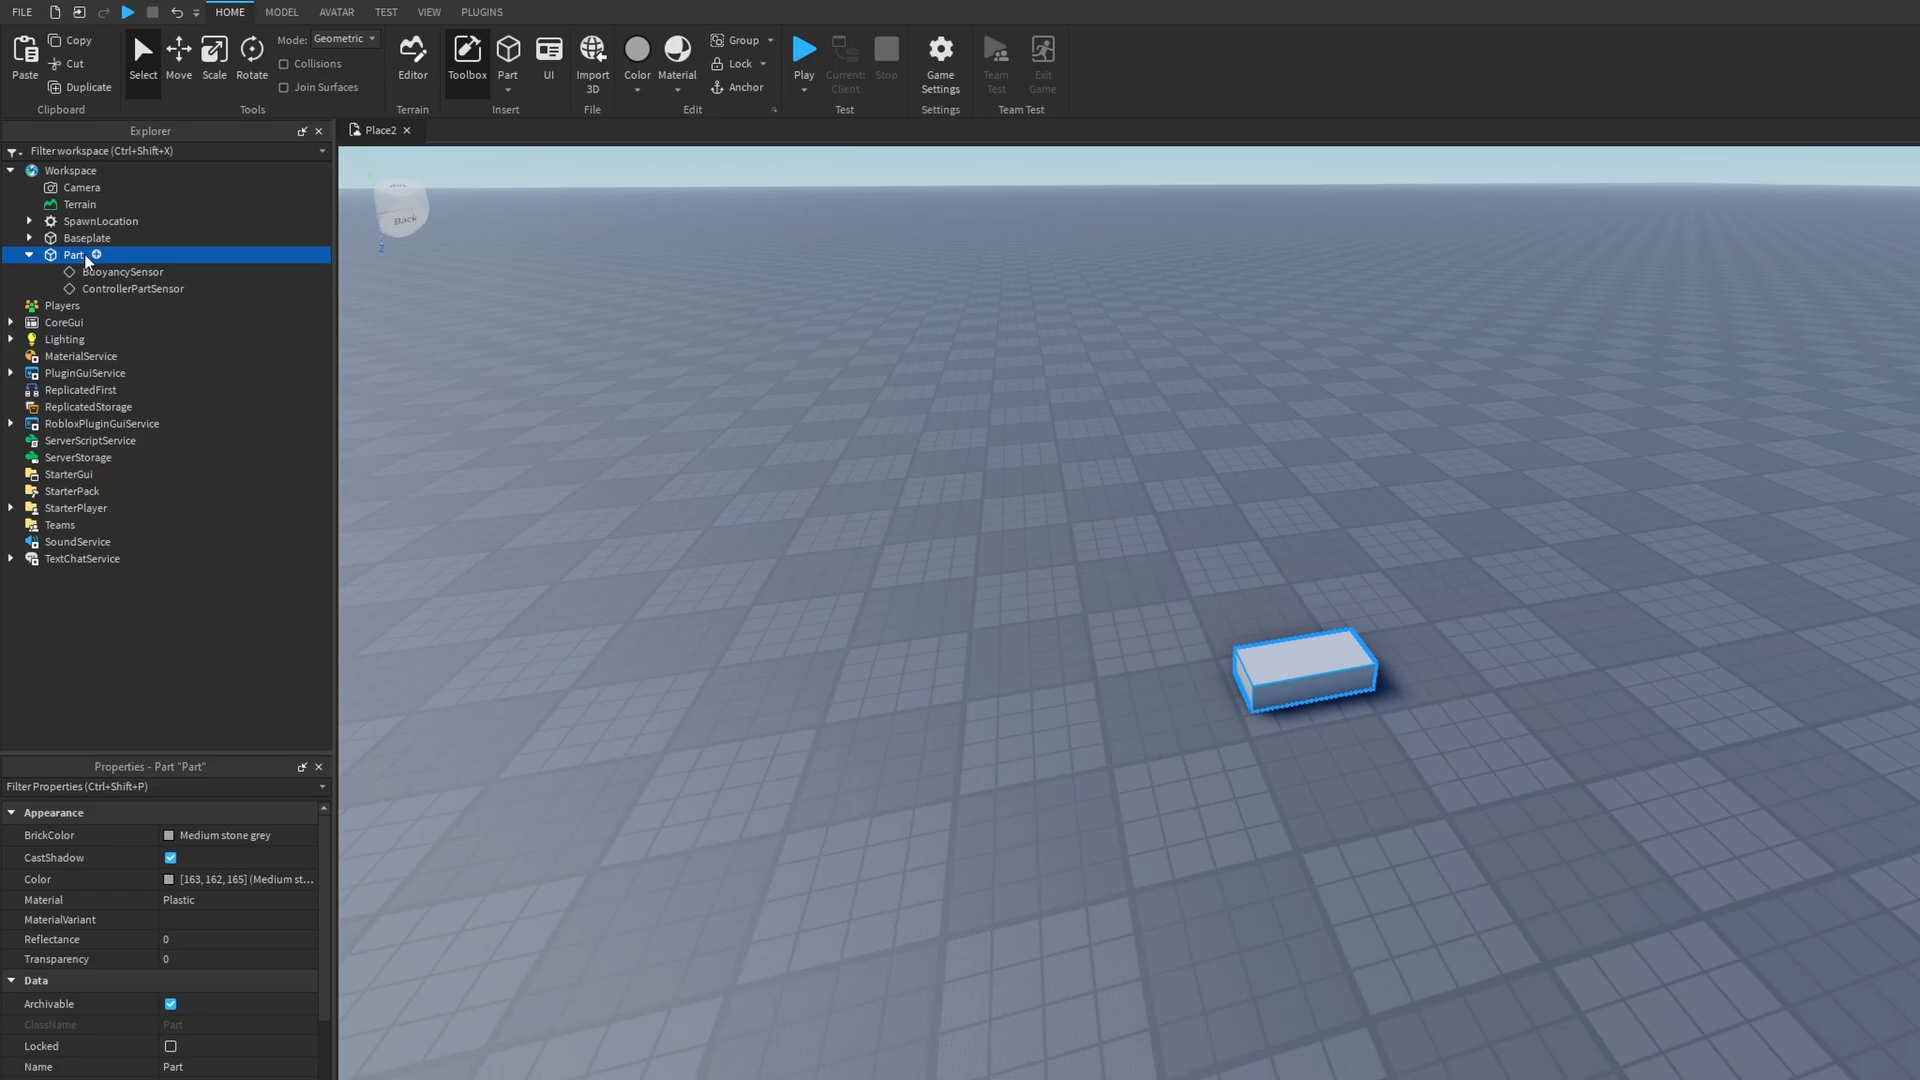 FILE HOME MODEL AVATAR TEST VIEW PLUGINS
Paste Copy Cut Duplicate Clipboard
Select Move Scale Rotate Mode: Geometric Collisions Join Surfaces Tools
Editor Terrain
Toolbox Part UI Insert
Import 3D File
Color Material Group Lock Anchor Edit
Play Current: Client Stop Test
Game Settings Settings
Team Test Exit Game Team Test
Explorer
Place2
Filter workspace (Ctrl+Shift+X)
Workspace
Camera
Terrain
SpawnLocation
Baseplate
Part
BuoyancySensor
ControllerPartSensor
Players
CoreGui
Lighting
MaterialService
PluginGuiService
ReplicatedFirst
ReplicatedStorage
RobloxPluginGuiService
ServerScriptService
ServerStorage
StarterGui
StarterPack
StarterPlayer
Teams
SoundService
TextChatService
Back
Z
Properties - Part "Part"
Filter Properties (Ctrl+Shift+P)
Appearance
BrickColor Medium stone grey
CastShadow
Color [163, 162, 165] (Medium st...
Material Plastic
MaterialVariant
Reflectance 0
Transparency 0
Data
Archivable
ClassName Part
Locked
Name Part